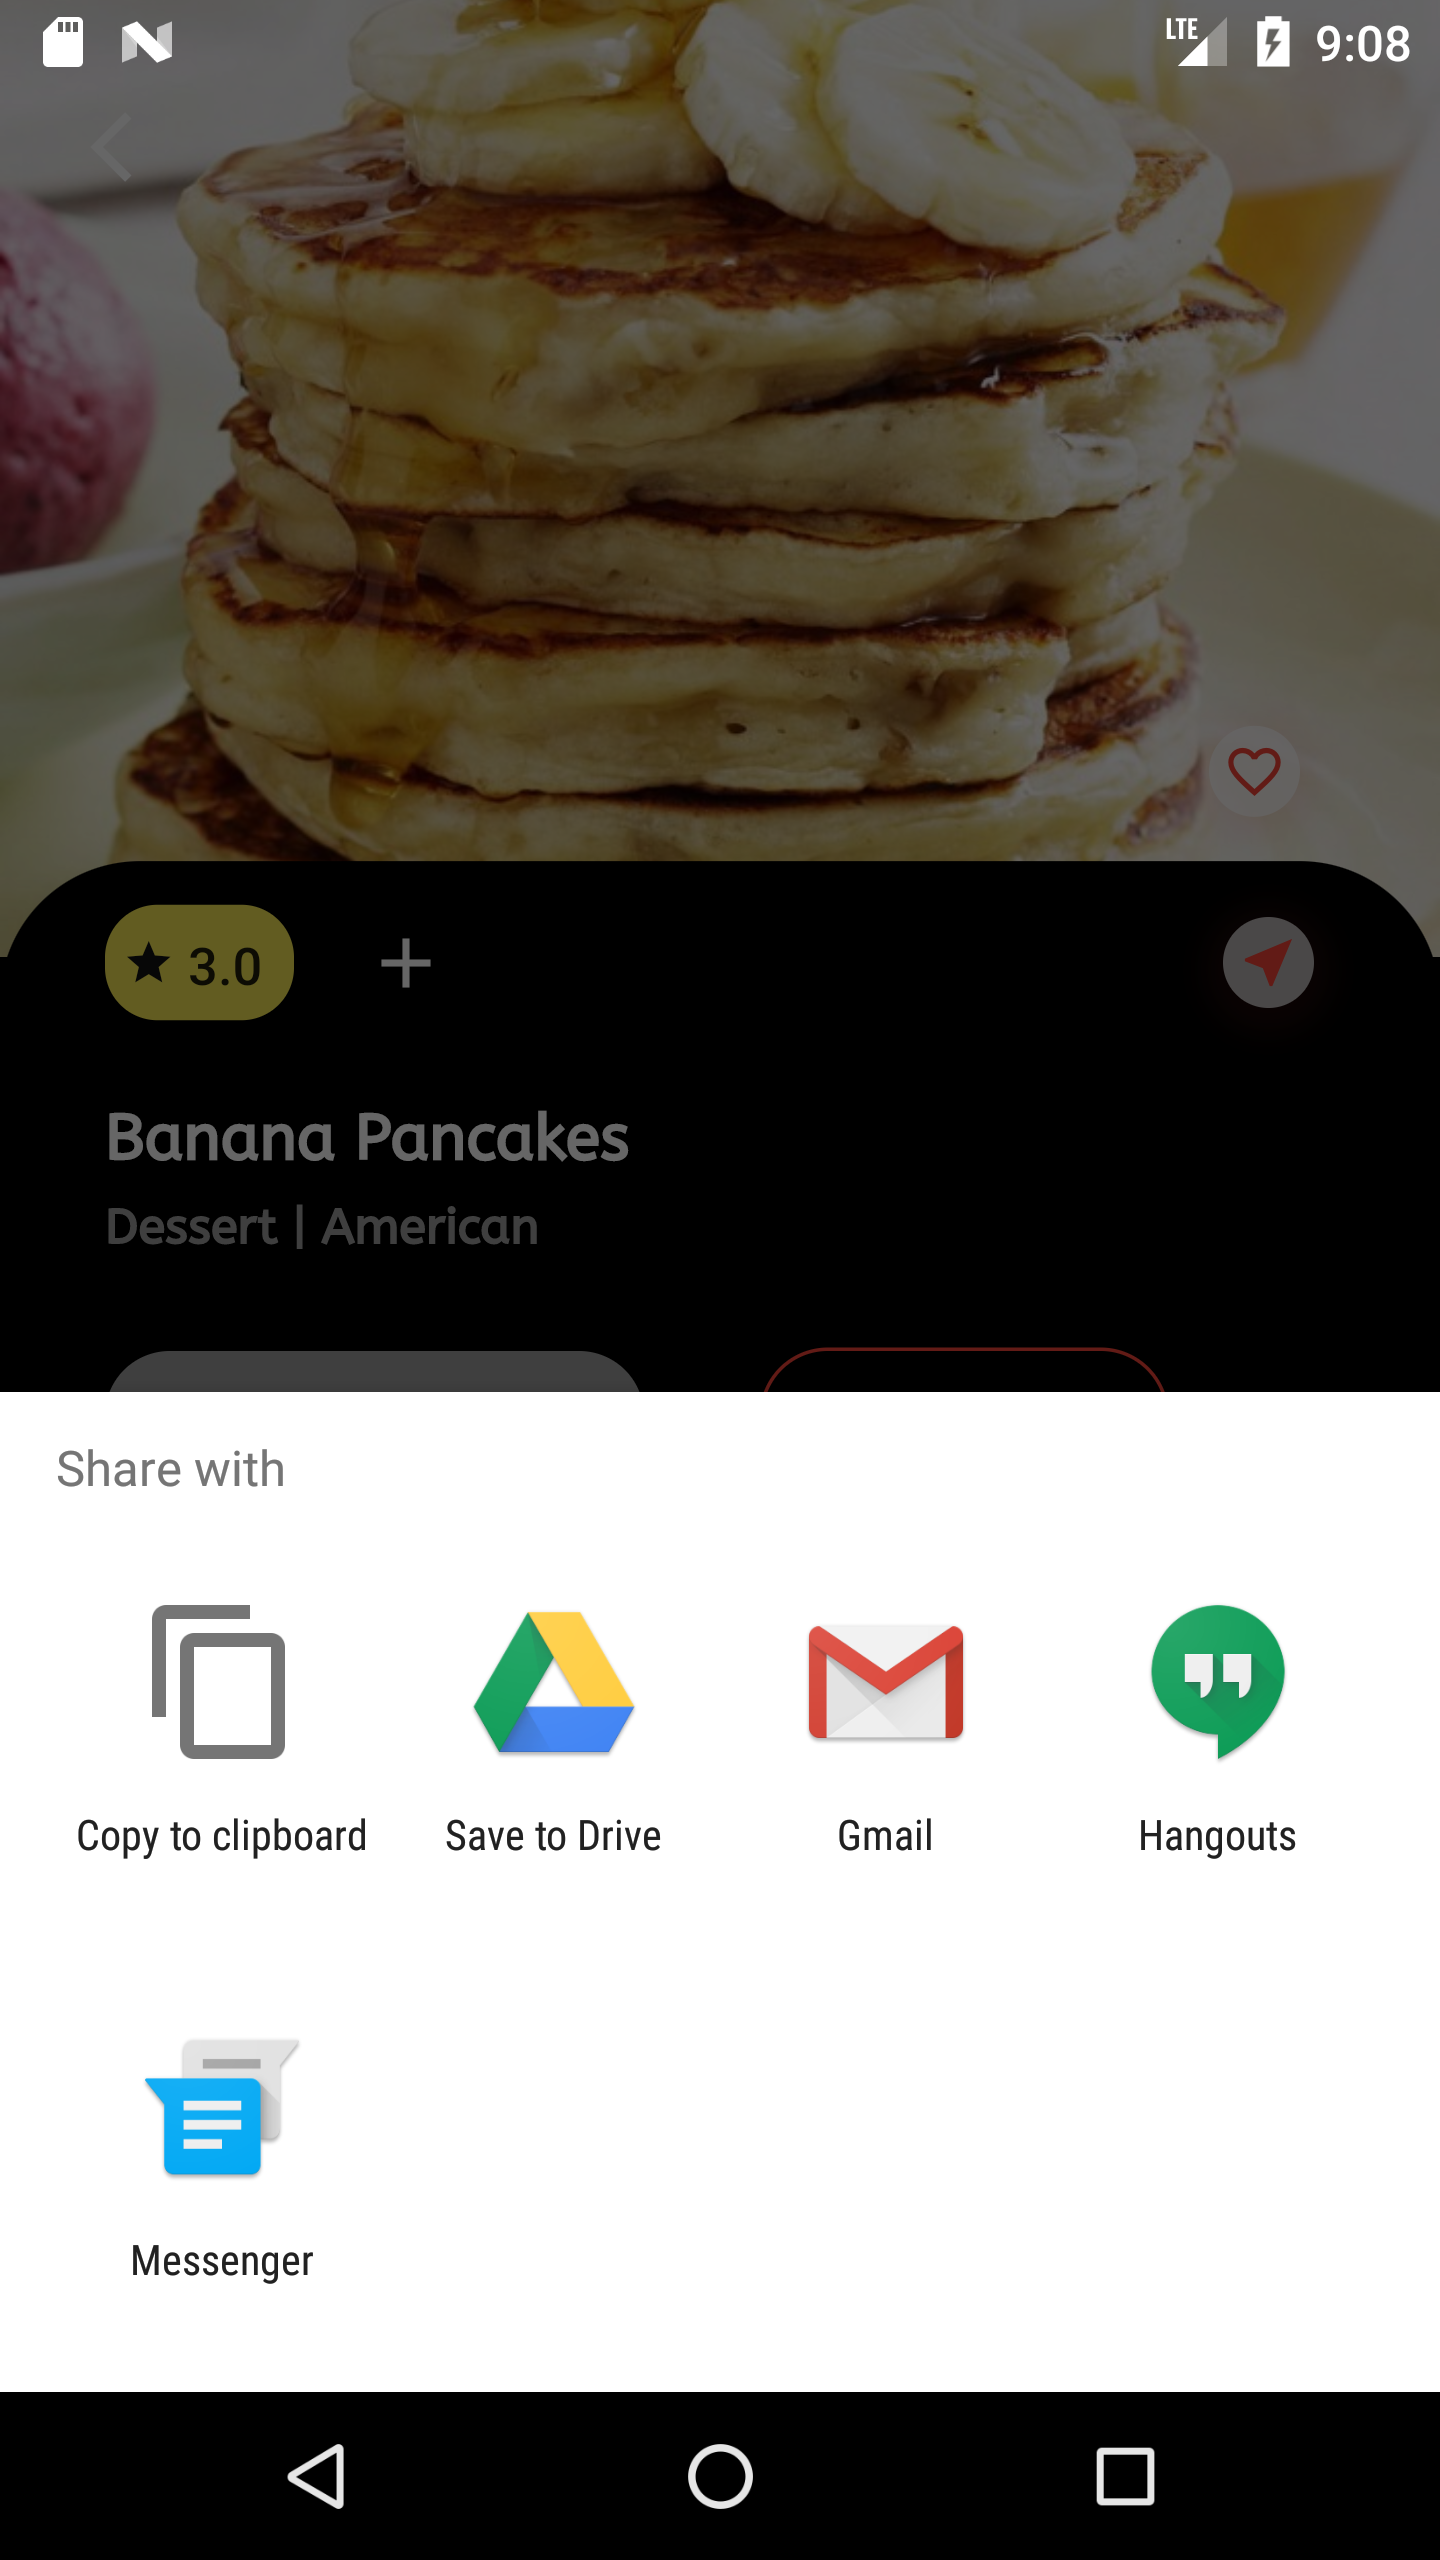 LTE 9:08
3.0
Banana Pancakes
Dessert | American
Share with
Copy to clipboard
Save to Drive
Gmail
Hangouts
Messenger